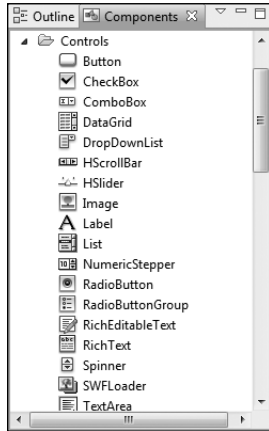 Outline Components
Controls
Button
CheckBox
ComboBox
DataGrid
DropDownList
HScrollBar
HSlider
Image
Label
List
NumericStepper
RadioButton
RadioButtonGroup
RichEditableText
RichText
Spinner
SWFLoader
TextArea